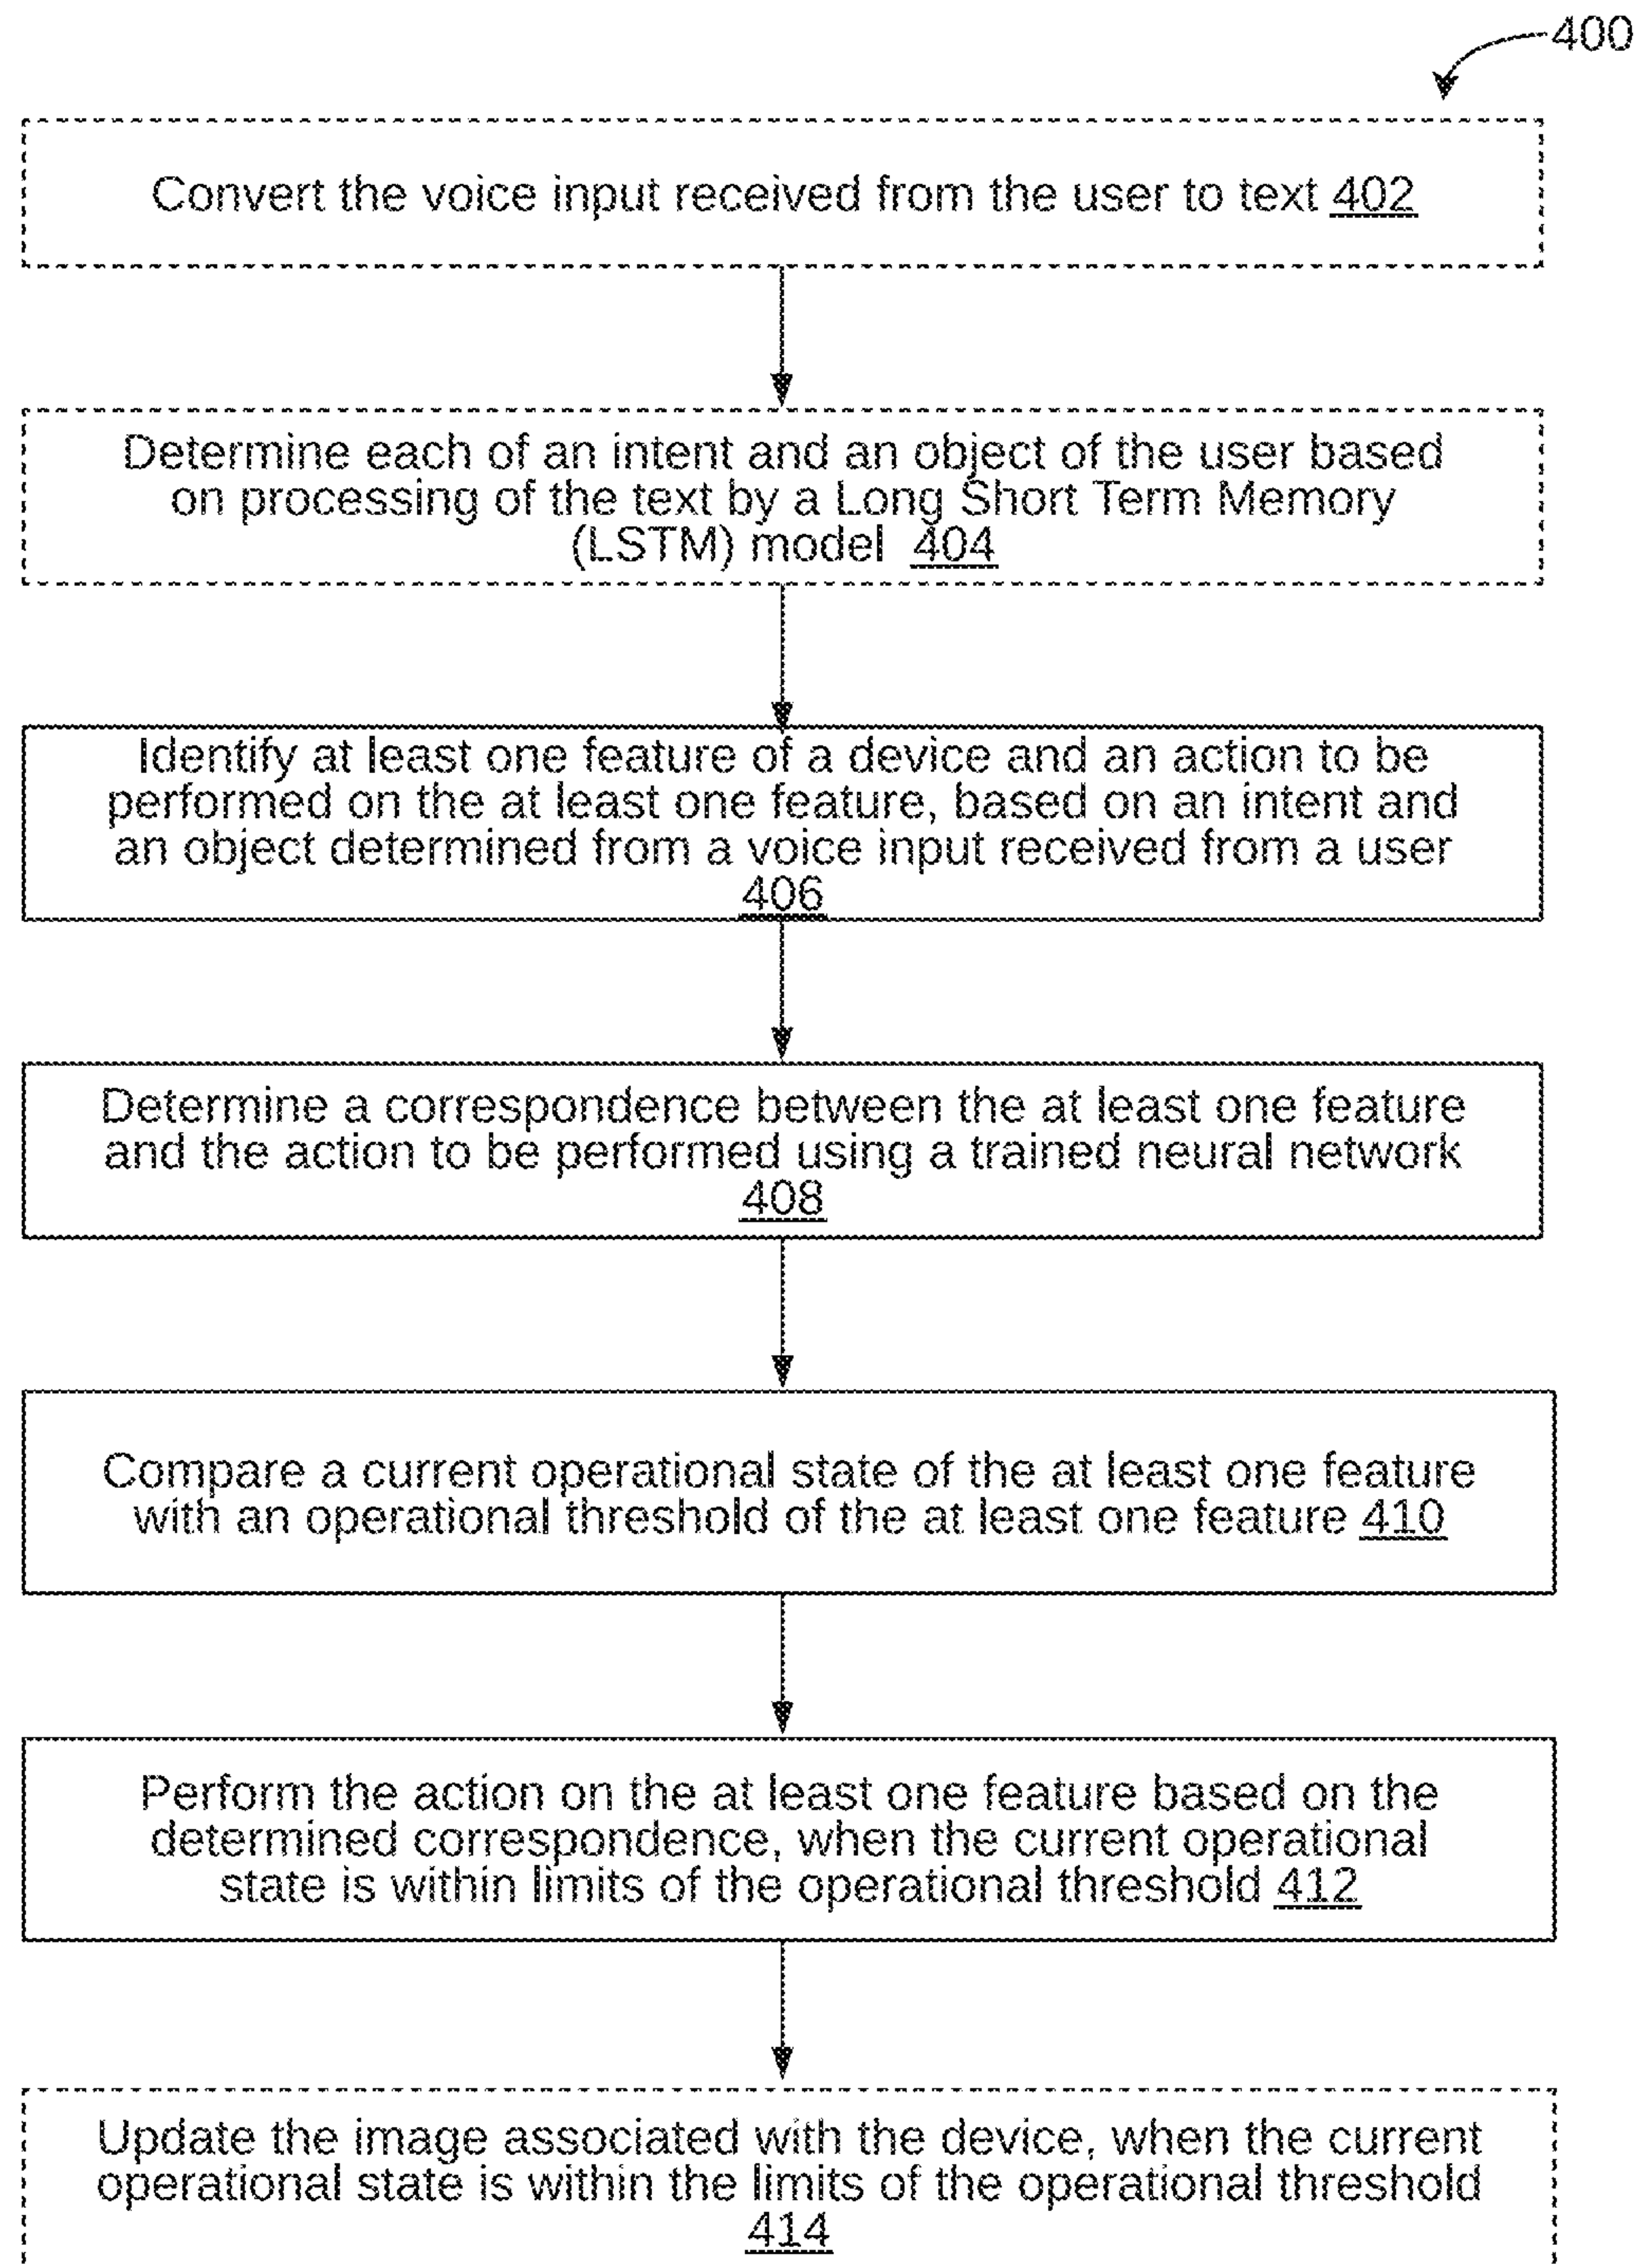 400
Convert the voice input received from the user to text 402
Determine each of an intent and an object of the user based
on processing of the text by a Long Short Term Memory
(LSTM) model 404
Identify at least one feature of a device and an action to be
performed on the at least one feature, based on an intent and
an object determined from a voice input received from a user
406
Determine a correspondence between the at least one feature
and the action to be performed using a trained neural network
408
Compare a current operational state of the at least one feature
with an operational threshold of the at least one feature 410
Perform the action on the at least one feature based on the
determined correspondence, when the current operational
state is within limits of the operational threshold 412
Update the image associated with the device, when the current
operational state is within the limits of the operational threshold
414